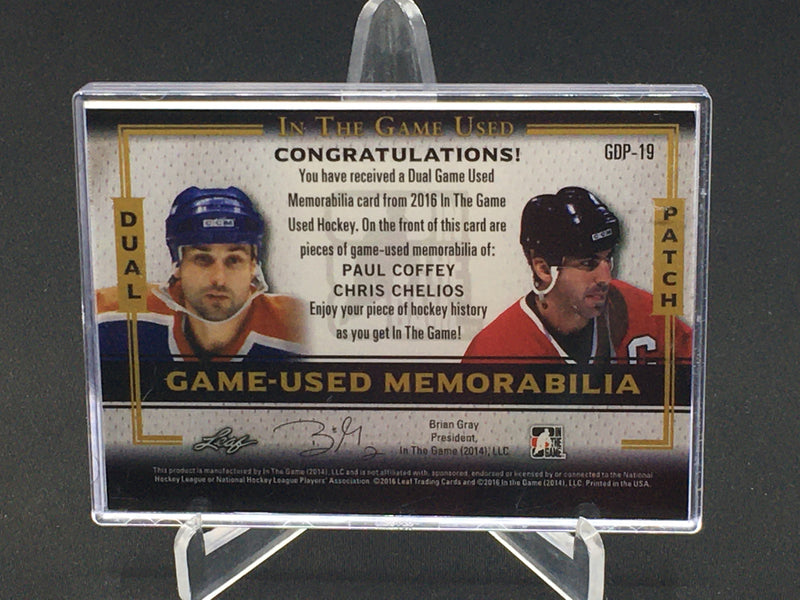 IN THE GAME USED
GDP-19
CONGRATULATIONS!
You have received a Dual Game Used
Memorabilia card from 2016 In The Game
Used Hockey. On the front of this card are
pieces of game-used memorabilia of:
PAUL COFFEY
CHRIS CHELIOS
Enjoy your piece of hockey history
as you get In The Game!
DUAL
PATCH
CCM
CCM
C
GAME-USED MEMORABILIA
Leaf
Brian Gray
President,
In The Game (2014), LLC
IN
THE
GAME
This product is manufactured by In The Game (2014), LLC and is not affiliated with, sponsored, endorsed or licensed by or connected to the National
Hockey League or National Hockey League Players' Association. ©2016 Leaf Trading Cards and ©2016 In the Game (2014), LLC. Printed in the USA.